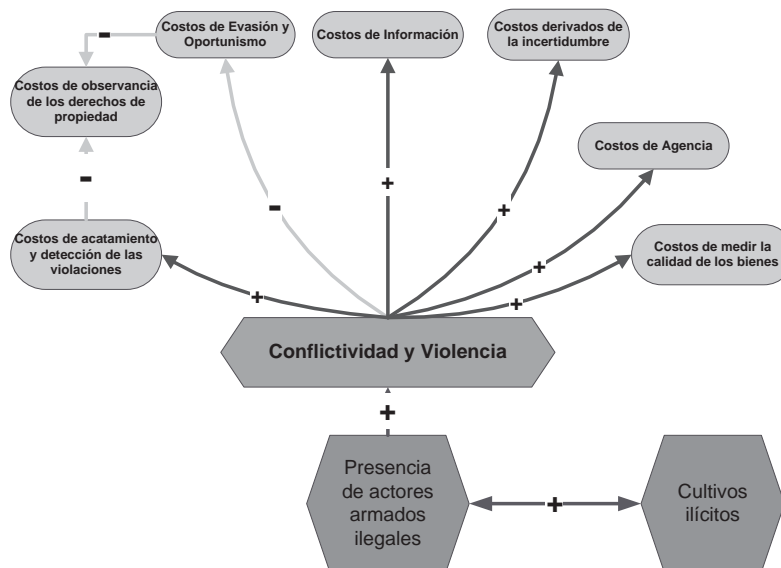 Costos de Evasión y
Oportunismo
Costos de Información
Costos derivados de
la incertidumbre
-
Costos de observancia
de los derechos de
propiedad
Costos de Agencia
-
+
-
+
Costos de acatamiento
y detección de las
violaciones
Costos de medir la
calidad de los bienes
+
+
+
Conflictividad y Violencia
+
Presencia
de actores
armados
ilegales
+
Cultivos
ilícitos